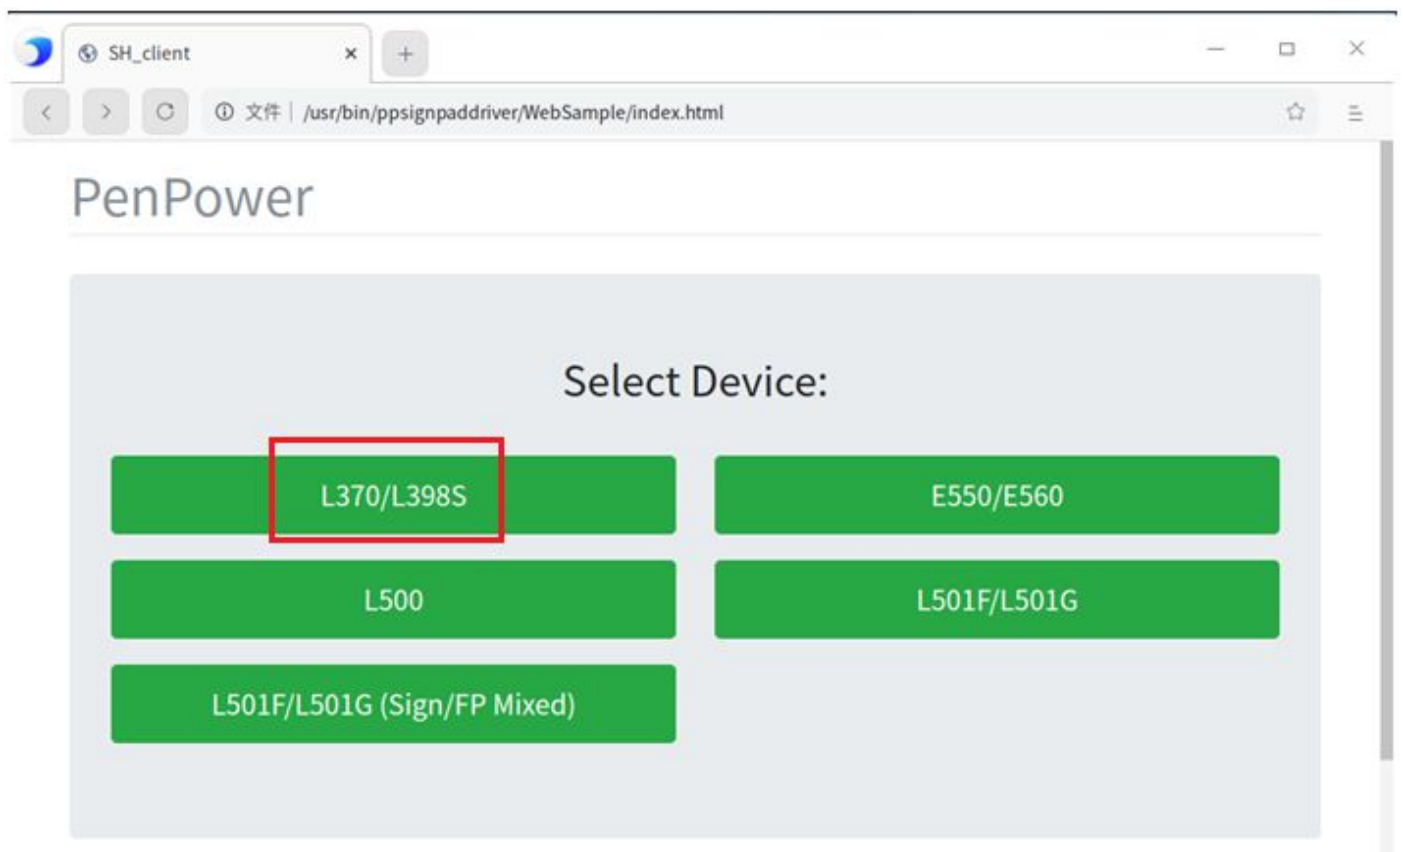 SH_client
文件 /usr/bin/ppsignpaddriver/WebSample/index.html
PenPower
Select Device:
L370/L398S
E550/E560
L500
L501F/L501G
L501F/L501G (Sign/FP Mixed)